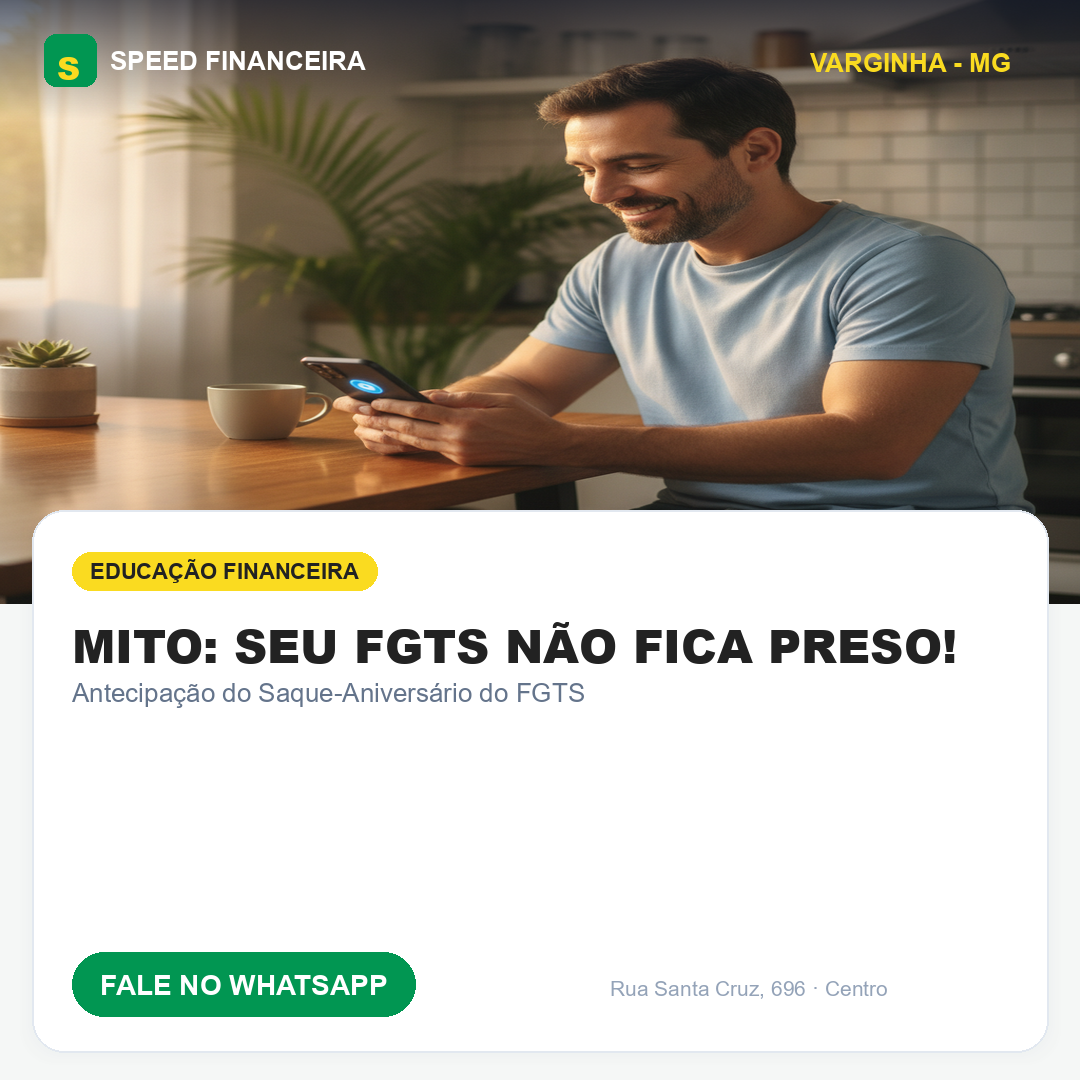 S
SPEED FINANCEIRA
VARGINHA - MG
EDUCAÇÃO FINANCEIRA
MITO: SEU FGTS NÃO FICA PRESO!
Antecipação do Saque-Aniversário do FGTS
FALE NO WHATSAPP
Rua Santa Cruz, 696 · Centro